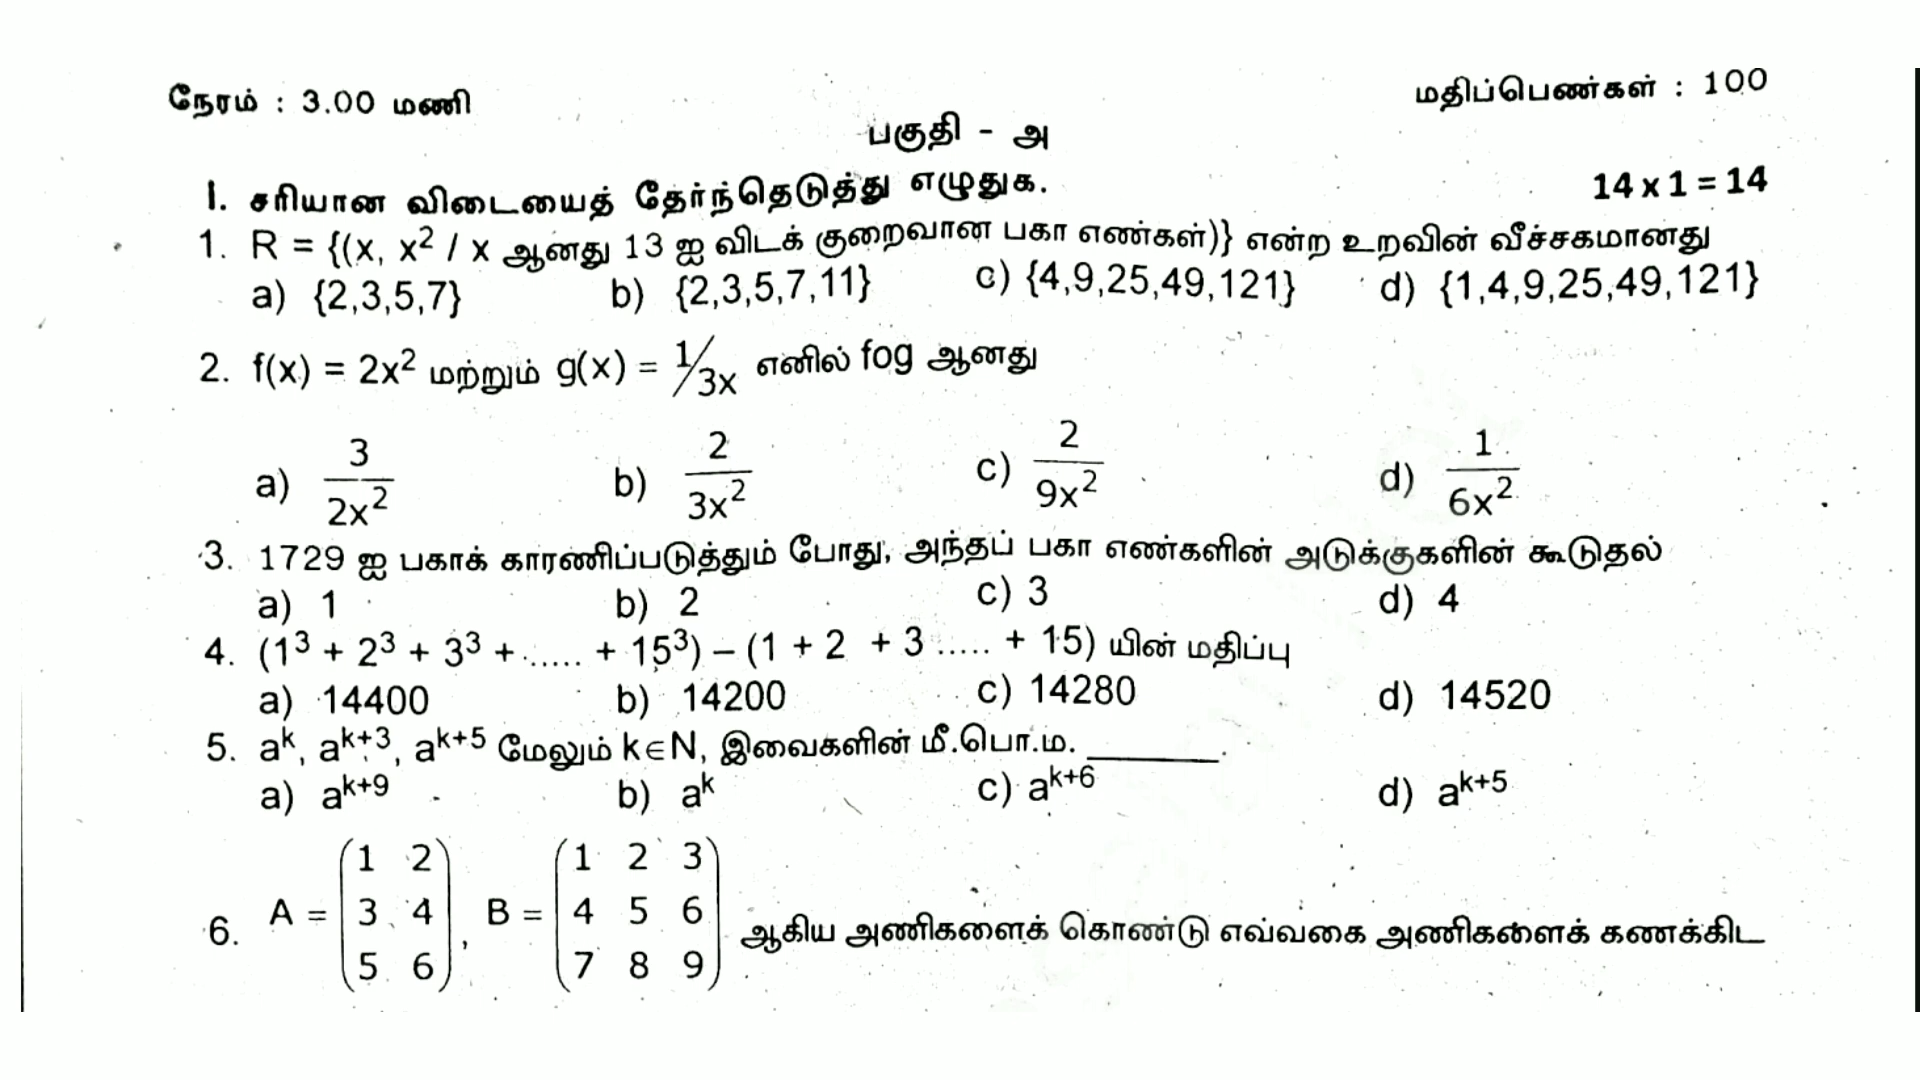 நேரம் : 3.00 மணி
மதிப்பெண்கள் : 100
பகுதி - அ
I. சரியான விடையைத் தேர்ந்தெடுத்து எழுதுக. 14 x 1 = 14
1. R = {(x, x² / x ஆனது 13 ஐ விடக் குறைவான பகா எண்கள்)} என்ற உறவின் வீச்சகமானது
a) {2,3,5,7} b) {2,3,5,7,11} c) {4,9,25,49,121} d) {1,4,9,25,49,121}
2. f(x) = 2x² மற்றும் g(x) = 1/3x எனில் fog ஆனது
a) 3/2x² b) 2/3x² c) 2/9x² d) 1/6x²
3. 1729 ஐ பகாக் காரணிப்படுத்தும் போது, அந்தப் பகா எண்களின் அடுக்குகளின் கூடுதல்
a) 1 b) 2 c) 3 d) 4
4. (1³ + 2³ + 3³ + ...... + 15³) – (1 + 2 + 3 ..... + 15) யின் மதிப்பு
a) 14400 b) 14200 c) 14280 d) 14520
5. aᵏ, aᵏ⁺³, aᵏ⁺⁵ மேலும் k∈N, இவைகளின் மீ.பொ.ம. ______.
a) aᵏ⁺⁹ b) aᵏ c) aᵏ⁺⁶ d) aᵏ⁺⁵
6. A = (1 2 3 4 5 6), B = (1 2 3 4 5 6 7 8 9) ஆகிய அணிகளைக் கொண்டு எவ்வகை அணிகளைக் கணக்கிட